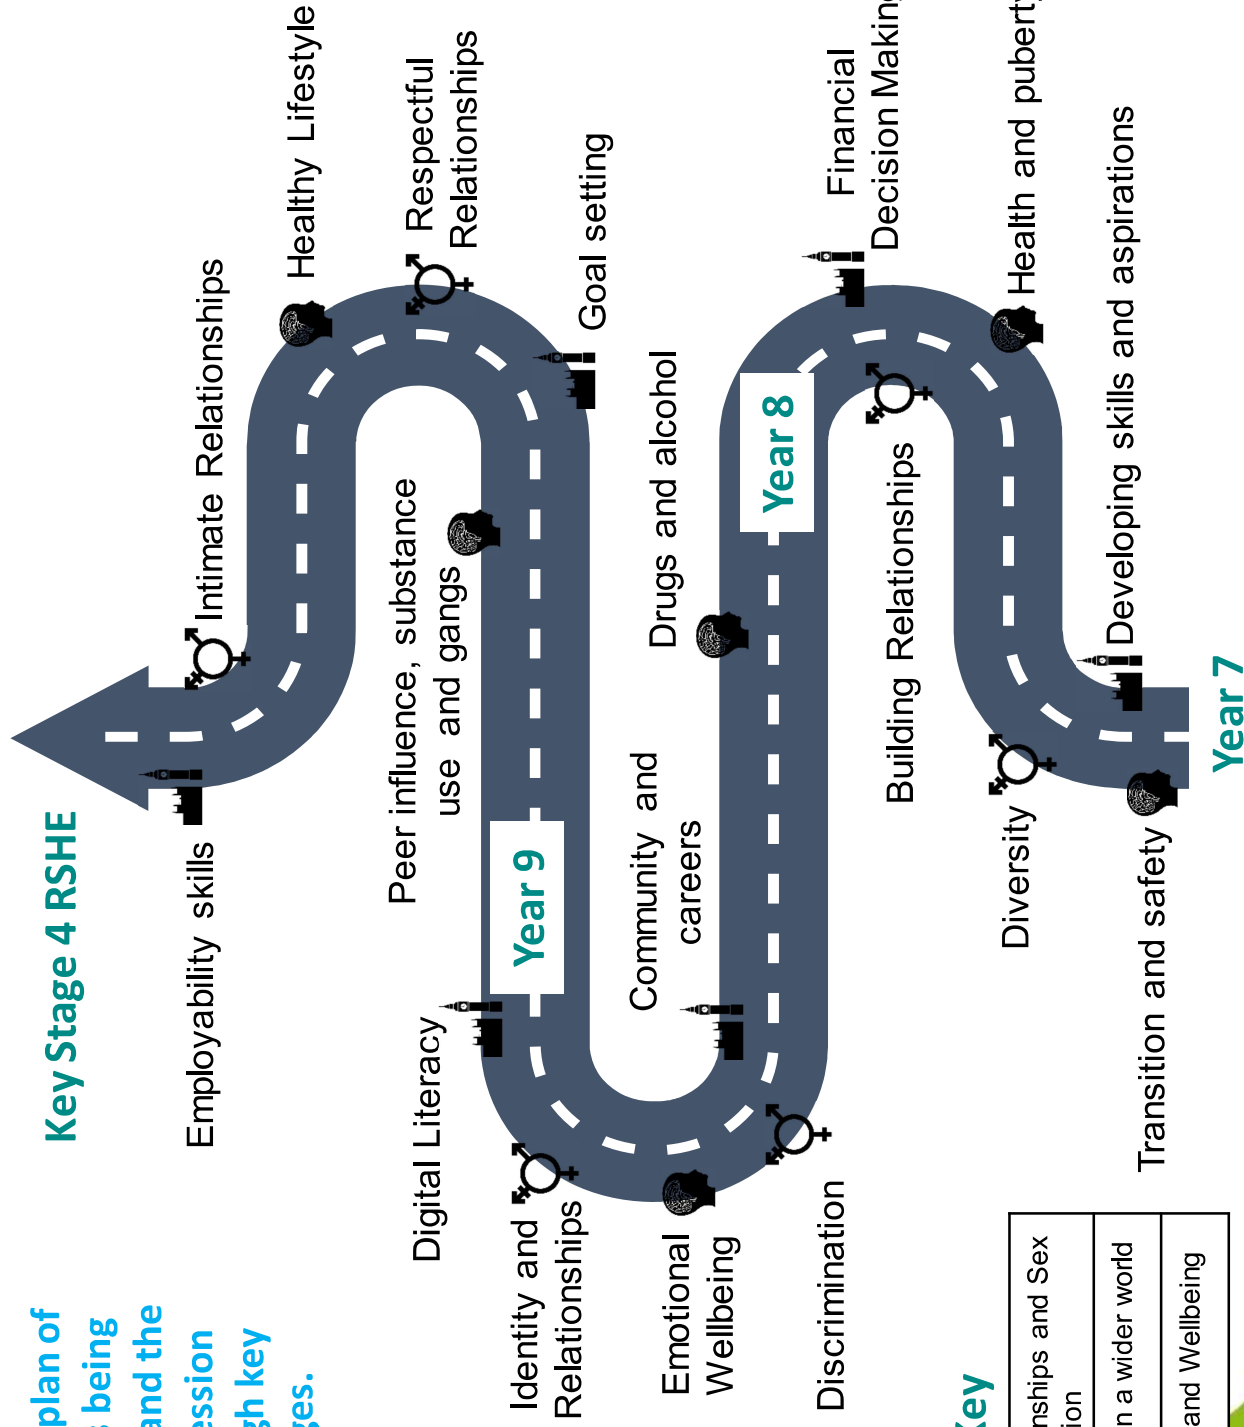 plan of
being
and the
ession
gh key
ges.
Key Stage 4 RSHE
Employability skills
Intimate Relationships
Healthy Lifestyle
Respectful
Relationships
Peer influence, substance
use and gangs
Goal setting
Year 9
Digital Literacy
Identity and
Relationships
Emotional
Wellbeing
Community and
careers
Drugs and alcohol
Discrimination
Year 8
Financial
Decision Making
Building Relationships
Health and puberty
Diversity
Developing skills and aspirations
Transition and safety
Year 7
Key
nships and Sex
ion
n a wider world
and Wellbeing